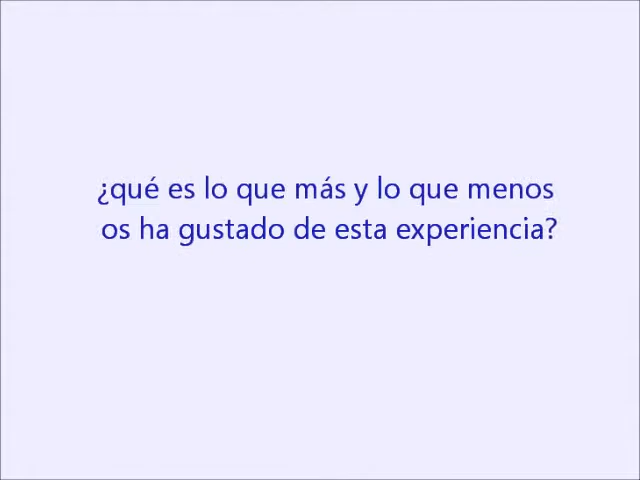 ¿qué es lo que más y lo que menos
os ha gustado de esta experiencia?